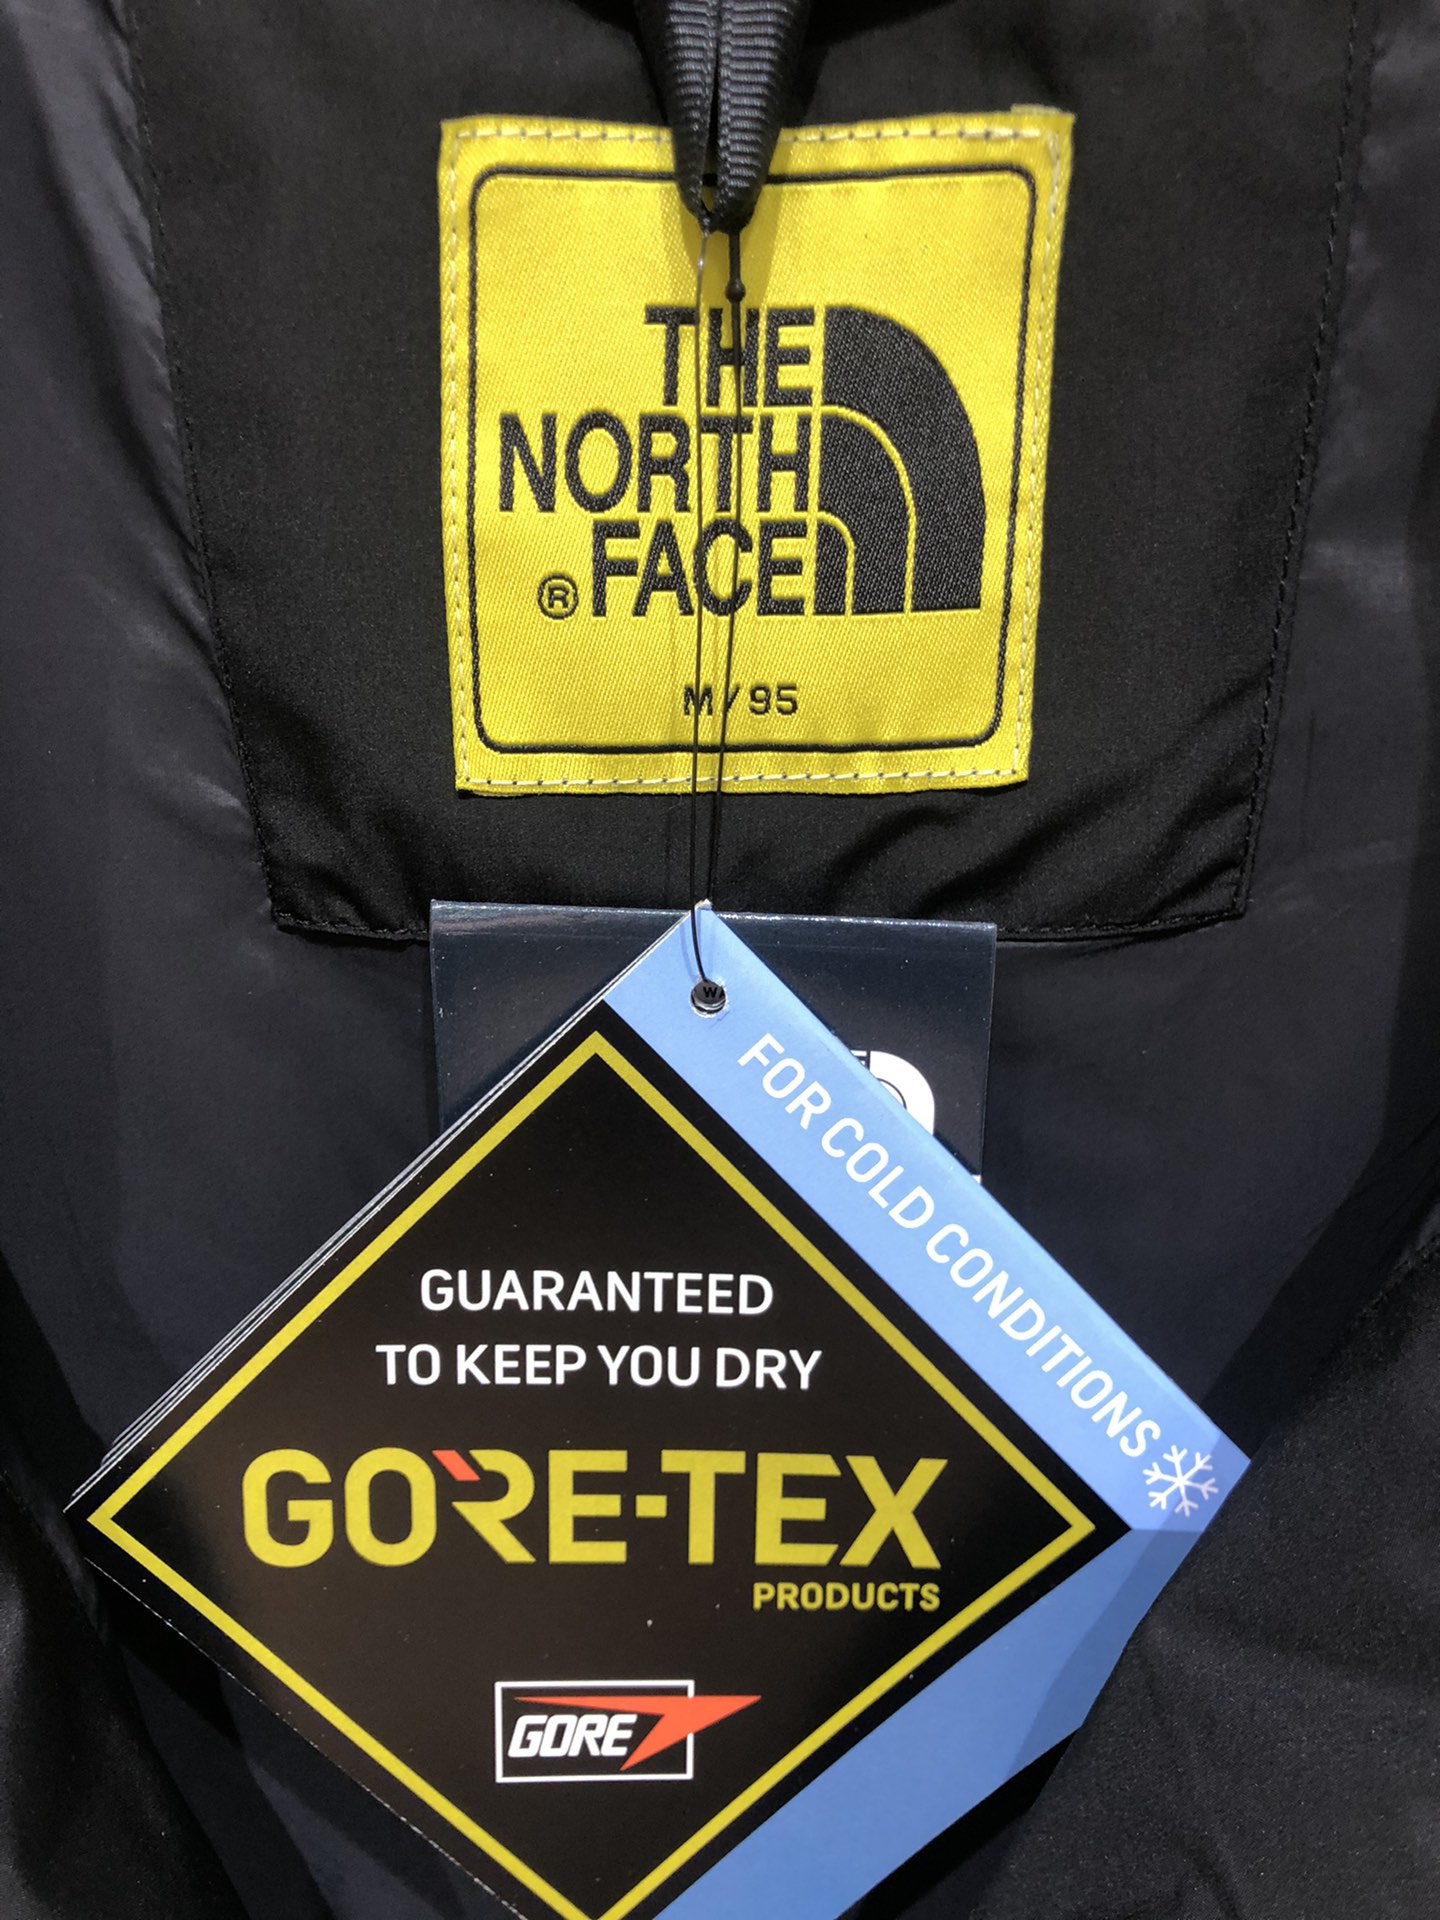 THE
NORTH
FACE
®
M/95
W
FOR COLD CONDITIONS
GUARANTEED
TO KEEP YOU DRY
GORE-TEX
PRODUCTS
GORE